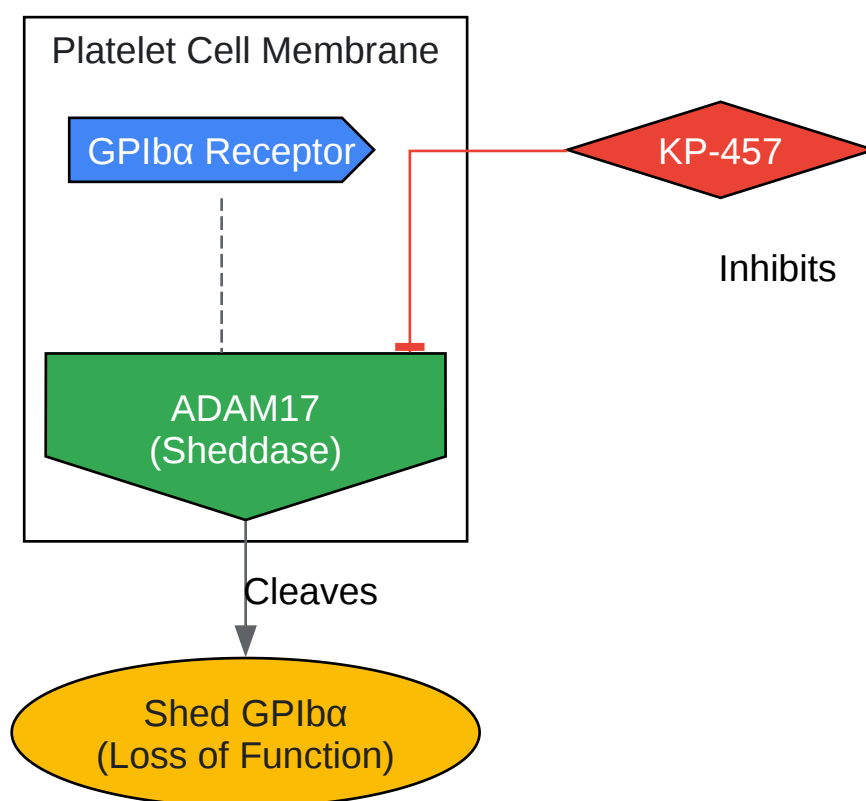 Platelet Cell Membrane
GPIbα Receptor
KP-457
Inhibits
ADAM17
(Sheddase)
Cleaves
Shed GPIbα
(Loss of Function)